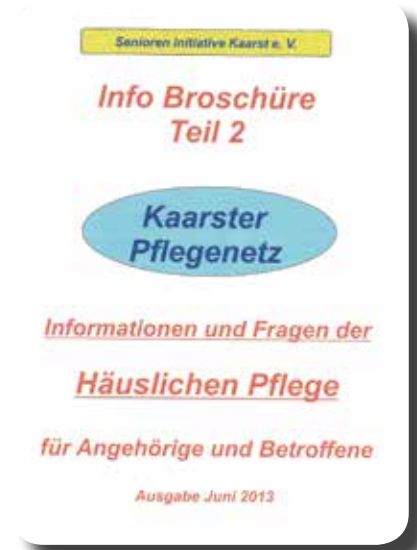 Senioren Initiative Kaarst e. V.
Info Broschüre
Teil 2
Kaarster
Pflegenetz
Informationen und Fragen der
Häuslichen Pflege
für Angehörige und Betroffene
Ausgabe Juni 2013